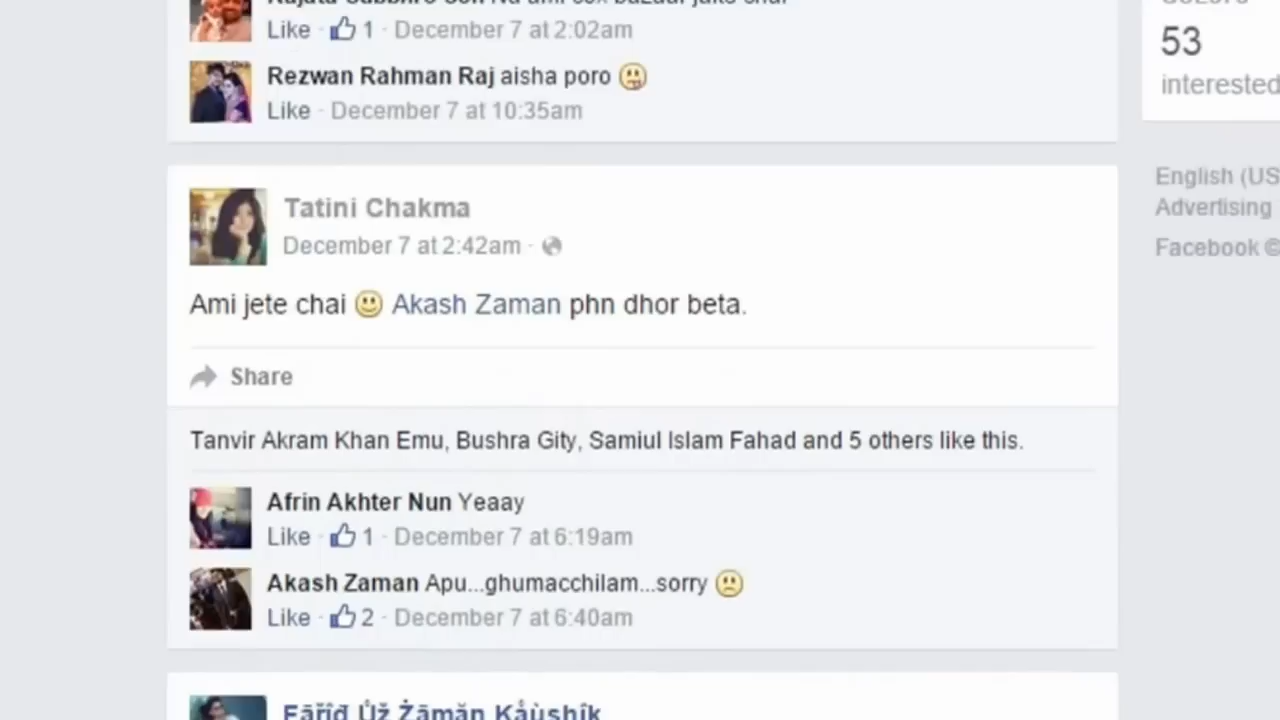 Like · 1 · December 7 at 2:02am
Rezwan Rahman Raj aisha poro
Like · December 7 at 10:35am
53
interested
Tatini Chakma
December 7 at 2:42am ·
Ami jete chai 🙂 Akash Zaman phn dhor beta.
Share
Tanvir Akram Khan Emu, Bushra Gity, Samiul Islam Fahad and 5 others like this.
Afrin Akhter Nun Yeaay
Like · 1 · December 7 at 6:19am
Akash Zaman Apu...ghumacchilam...sorry
Like · 2 · December 7 at 6:40am
English (US
Advertising
Facebook ©
Fāřîđ Ůž Żāmăn Kåùshîk